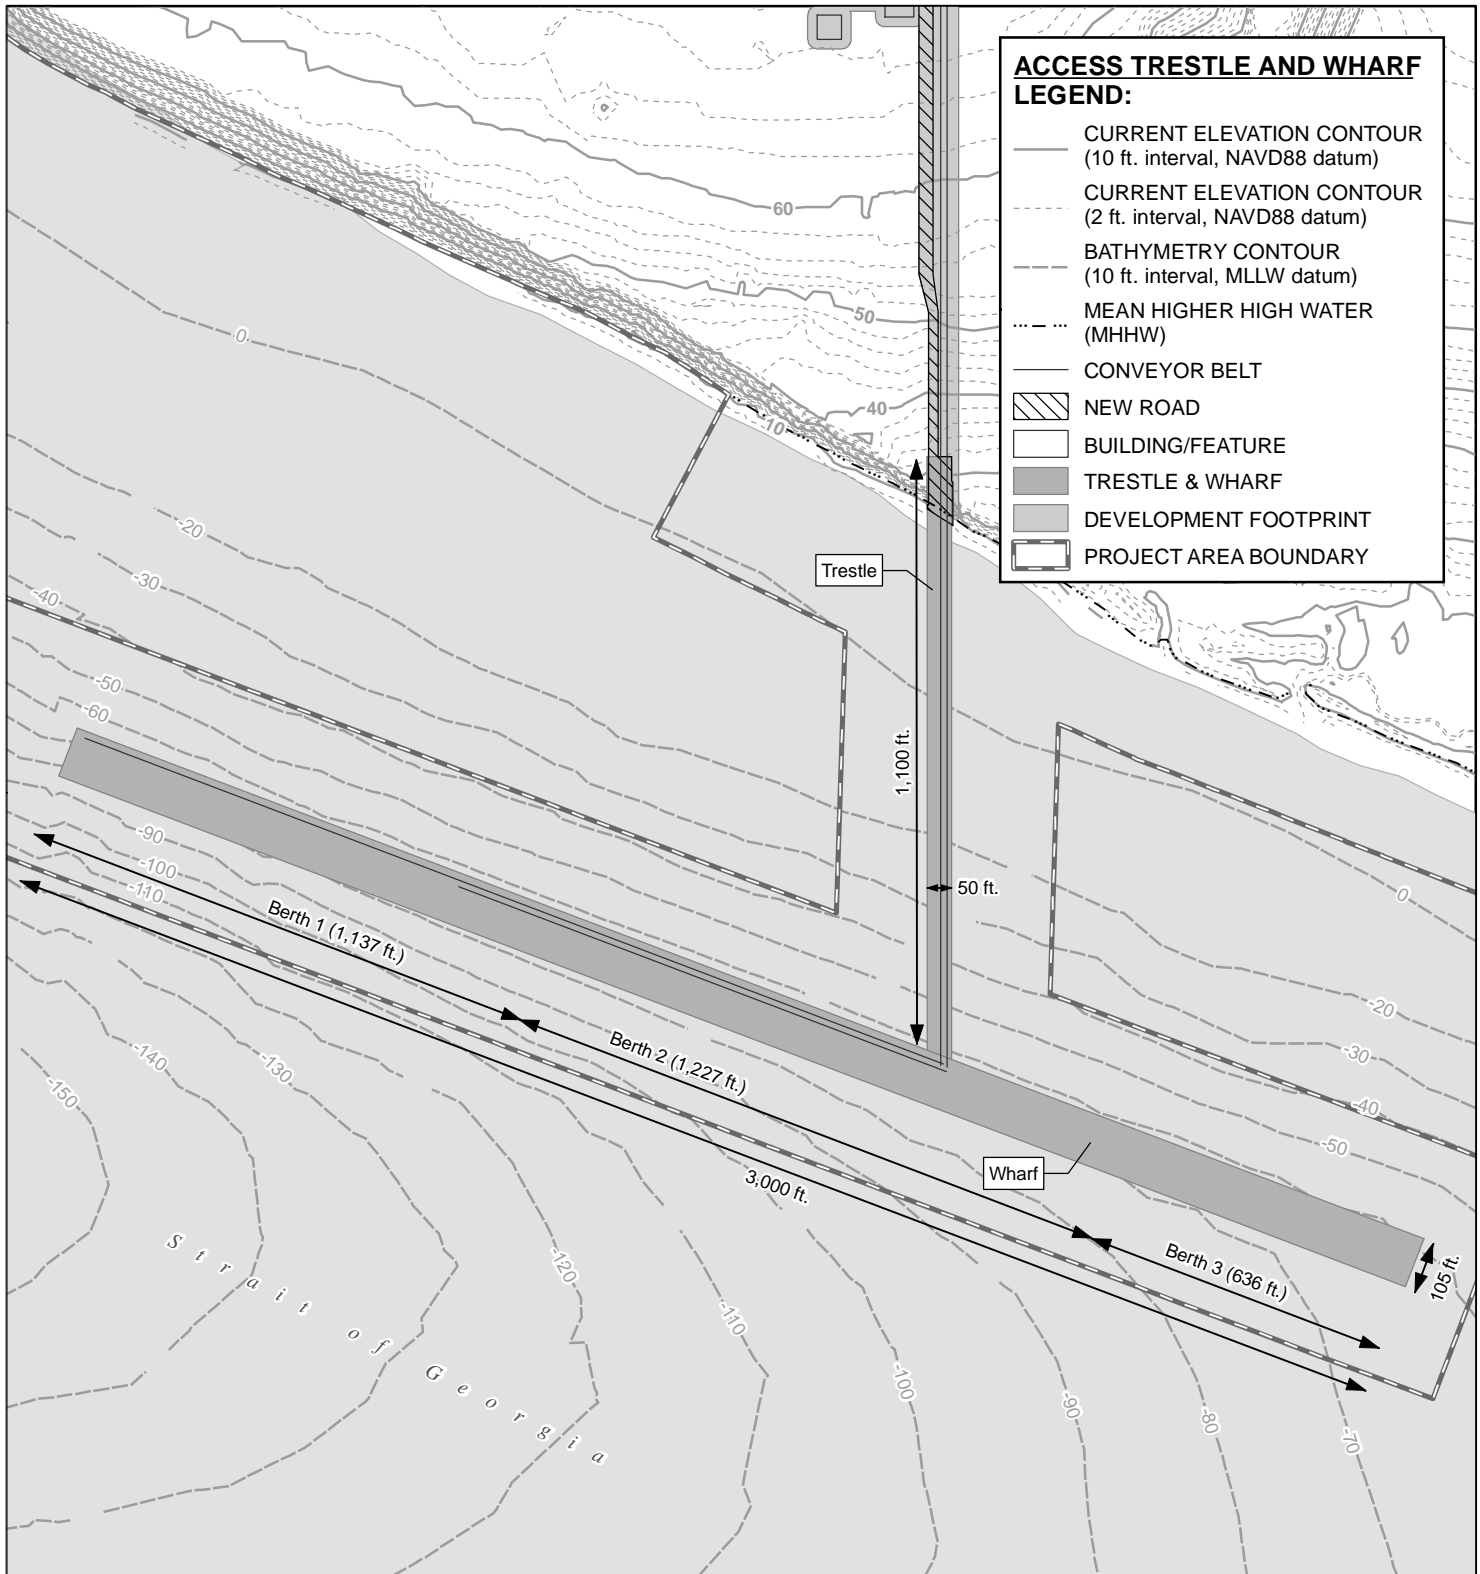 ACCESS TRESTLE AND WHARF
LEGEND:
CURRENT ELEVATION CONTOUR
(10 ft. interval, NAVD88 datum)
CURRENT ELEVATION CONTOUR
(2 ft. interval, NAVD88 datum)
BATHYMETRY CONTOUR
(10 ft. interval, MLLW datum)
MEAN HIGHER HIGH WATER
(MHHW)
CONVEYOR BELT
NEW ROAD
BUILDING/FEATURE
TRESTLE & WHARF
DEVELOPMENT FOOTPRINT
PROJECT AREA BOUNDARY
60
50
40
10
0
-20
-30
-40
-50
-60
-90
-100
-110
-140
-130
-150
-120
-110
-100
-90
-80
-70
0
-20
-30
-40
-50
Trestle
1,100 ft.
50 ft.
Berth 1 (1,137 ft.)
Berth 2 (1,227 ft.)
3,000 ft.
Wharf
Berth 3 (636 ft.)
105 ft.
Strait of Georgia